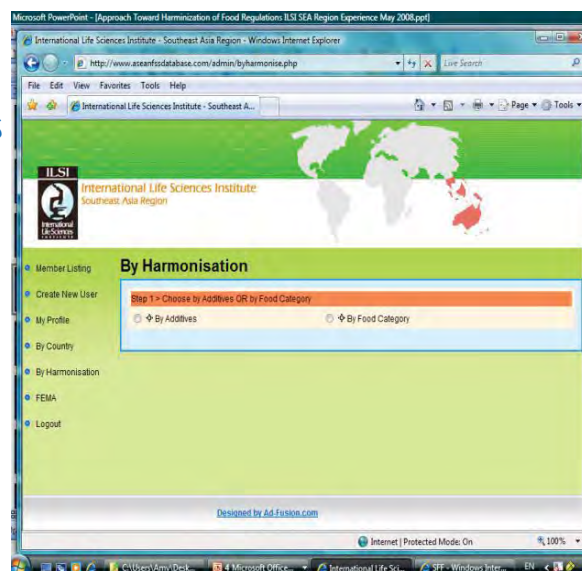 Microsoft PowerPoint - [Approach Toward Harminization of Food Regulations ILSI SEA Region Experience May 2008.ppt]
International Life Sciences Institute - Southeast Asia Region - Windows Internet Explorer
http://www.aseanfssdatabase.com/admin/byharmonise.php
Live Search
File Edit View Favorites Tools Help
International Life Sciences Institute - Southeast A...
Page Tools
ILSI
International Life Sciences Institute
Southeast Asia Region
International
Life Sciences
INSTITUTE
By Harmonisation
Member Listing
Create New User
My Profile
By Country
By Harmonisation
FEMA
Logout
Step 1 > Choose by Additives OR by Food Category
By Additives
By Food Category
Designed by Ad-Fusion.com
Internet | Protected Mode: On
100%
C:\Users\Amy\Desk...
4 Microsoft Office...
International Life Sci...
SFF - Windows Inter...
EN